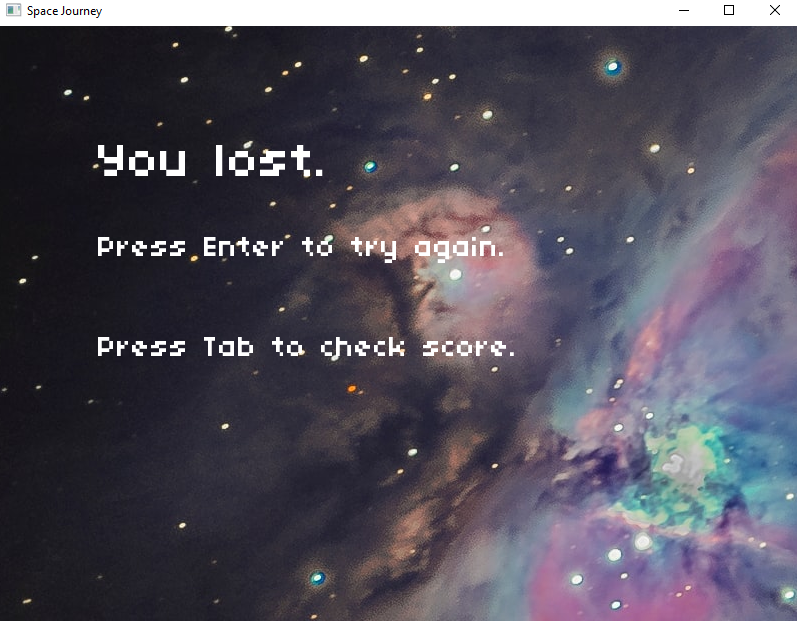 Space Journey
You lost.
Press Enter to try again.
Press Tab to check score.